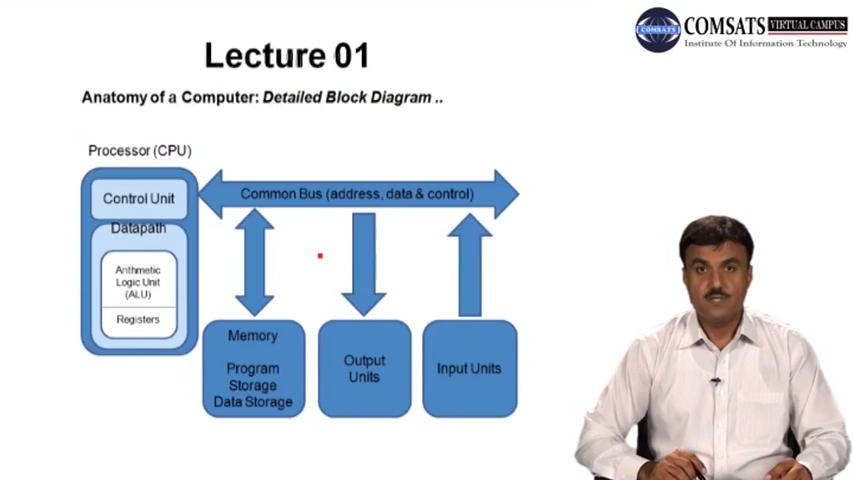 Lecture 01
COMSATS VIRTUAL CAMPUS
Institute Of Information Technology
COMSATS
Anatomy of a Computer: Detailed Block Diagram ..
Processor (CPU)
Control Unit
Common Bus (address, data & control)
Datapath
Arithmetic
Logic Unit
(ALU)
Registers
Memory
Program
Storage
Data Storage
Output
Units
Input Units